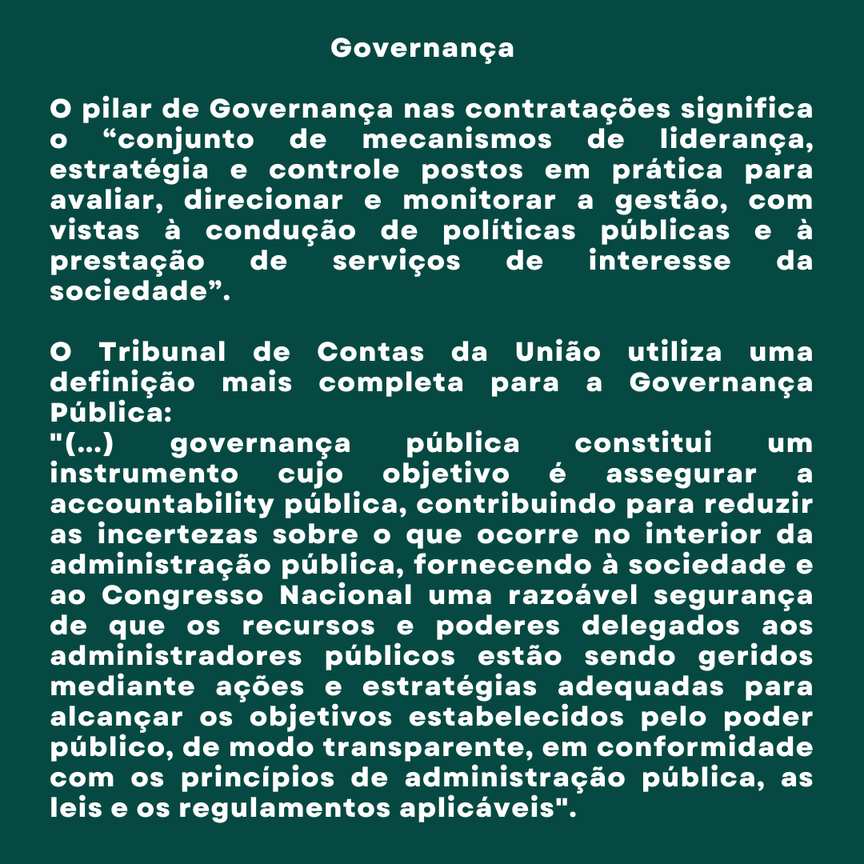 Governança
O pilar de Governança nas contratações significa
o “conjunto de mecanismos de liderança,
estratégia e controle postos em prática para
avaliar, direcionar e monitorar a gestão, com
vistas à condução de políticas públicas e à
prestação de serviços de interesse da
sociedade”.
O Tribunal de Contas da União utiliza uma
definição mais completa para a Governança
Pública:
"(...) governança pública constitui um
instrumento cujo objetivo é assegurar a
accountability pública, contribuindo para reduzir
as incertezas sobre o que ocorre no interior da
administração pública, fornecendo à sociedade e
ao Congresso Nacional uma razoável segurança
de que os recursos e poderes delegados aos
administradores públicos estão sendo geridos
mediante ações e estratégias adequadas para
alcançar os objetivos estabelecidos pelo poder
público, de modo transparente, em conformidade
com os princípios de administração pública, as
leis e os regulamentos aplicáveis".